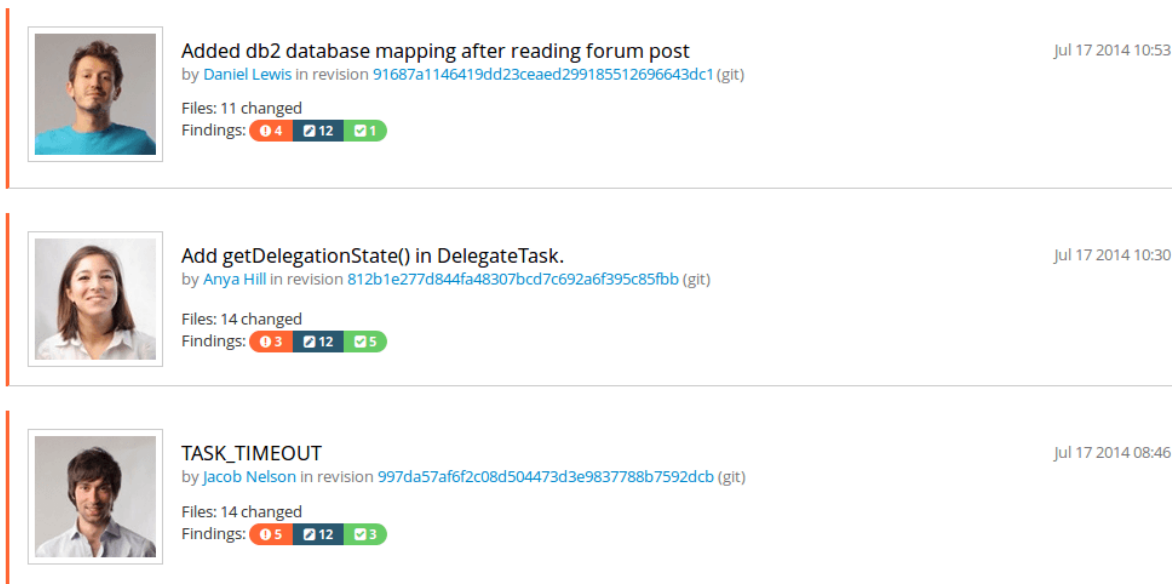 Added db2 database mapping after reading forum post
Jul 17 2014 10:53
by Daniel Lewis in revision 91687a1146419dd23ceaed299185512696643dc1 (git)
Files: 11 changed
Findings: 4 12 1
Add getDelegationState() in DelegateTask.
Jul 17 2014 10:30
by Anya Hill in revision 812b1e277d844fa48307bcd7c692a6f395c85fbb (git)
Files: 14 changed
Findings: 3 12 5
TASK_TIMEOUT
Jul 17 2014 08:46
by Jacob Nelson in revision 997da57af6f2c08d504473d3e9837788b7592dcb (git)
Files: 14 changed
Findings: 5 12 3